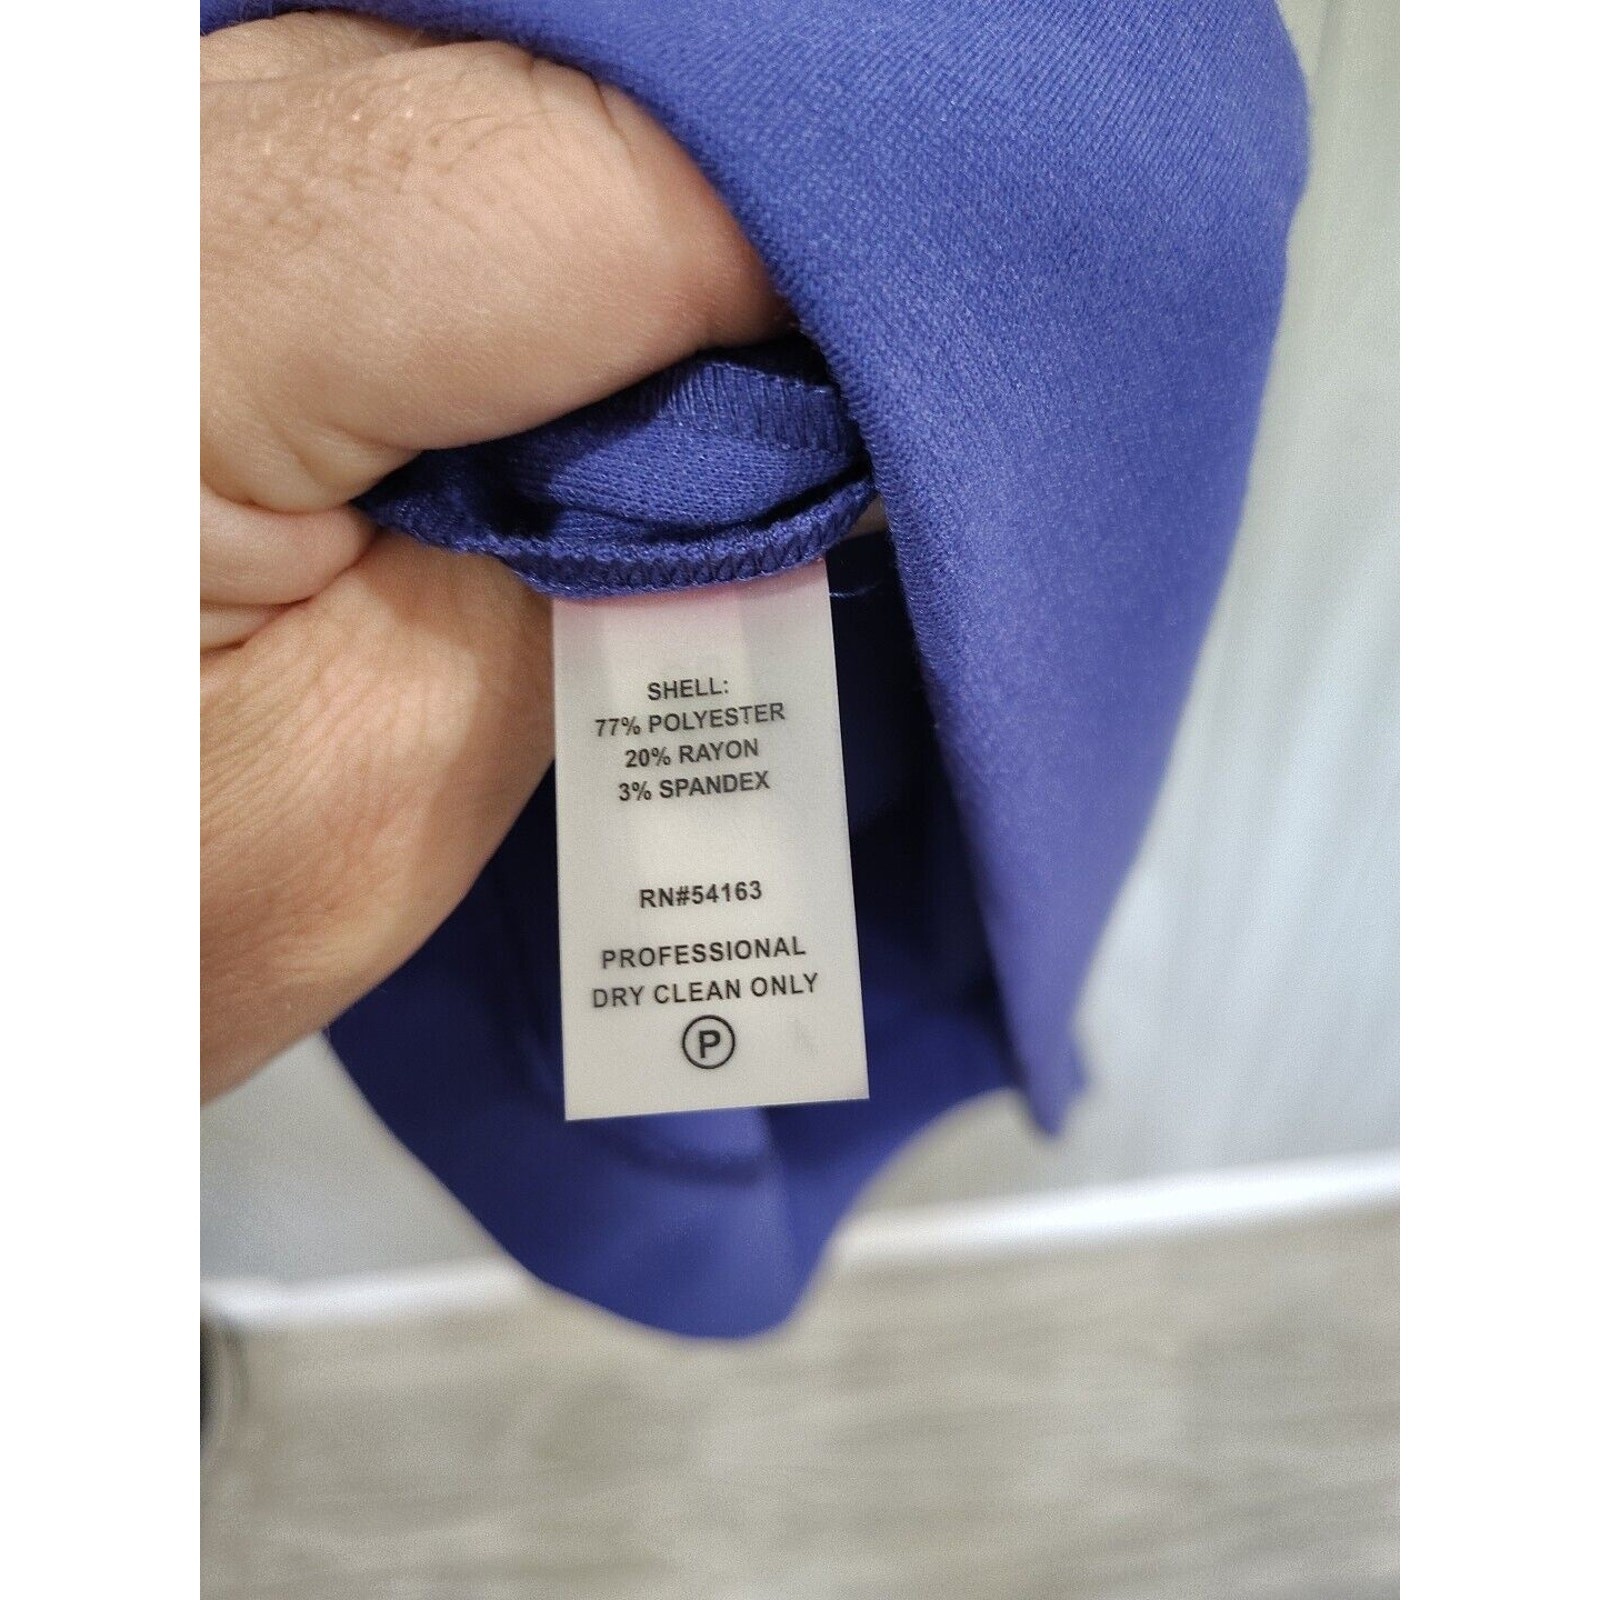 SHELL:
77% POLYESTER
20% RAYON
3% SPANDEX
RN#54163
PROFESSIONAL
DRY CLEAN ONLY
P